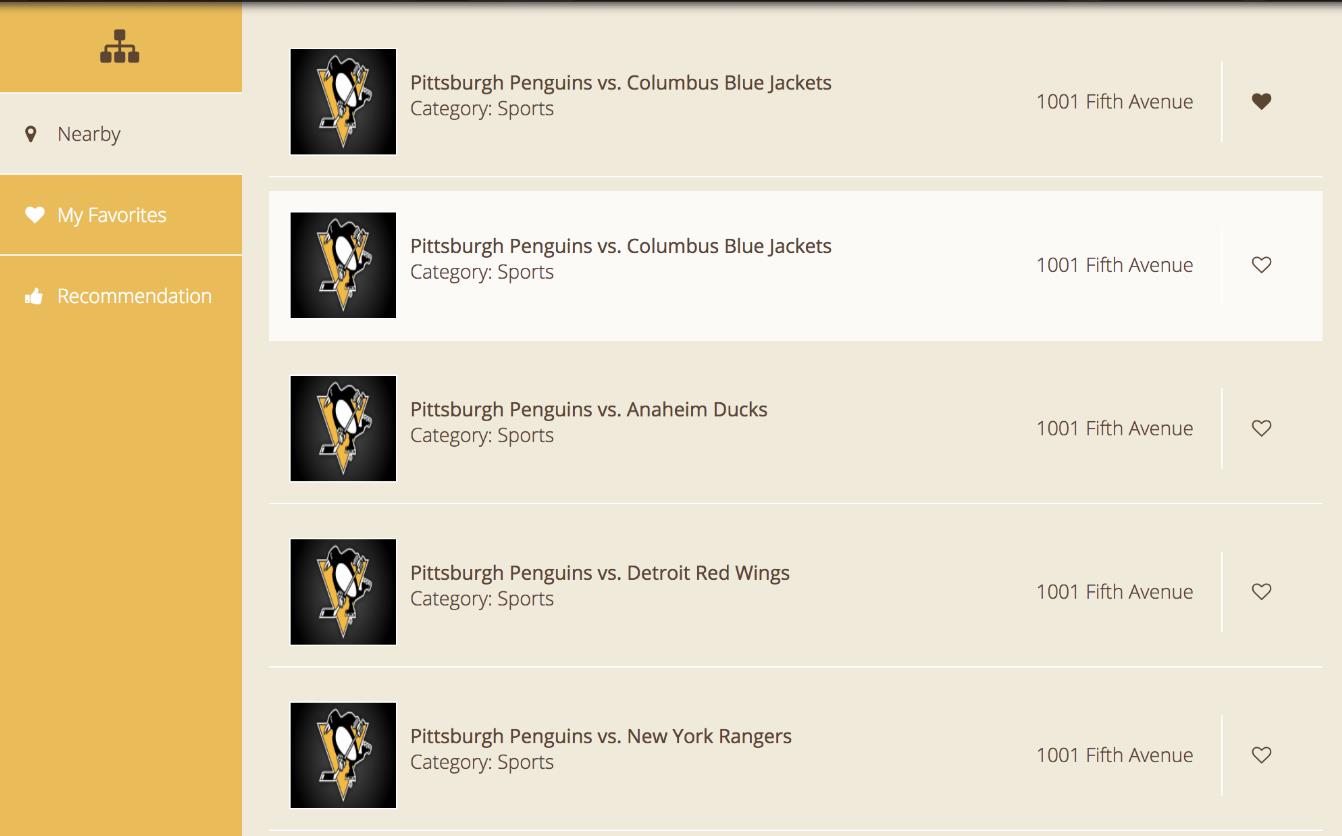 Nearby
My Favorites
Recommendation
Pittsburgh Penguins vs. Columbus Blue Jackets
Category: Sports
1001 Fifth Avenue
Pittsburgh Penguins vs. Columbus Blue Jackets
Category: Sports
1001 Fifth Avenue
Pittsburgh Penguins vs. Anaheim Ducks
Category: Sports
1001 Fifth Avenue
Pittsburgh Penguins vs. Detroit Red Wings
Category: Sports
1001 Fifth Avenue
Pittsburgh Penguins vs. New York Rangers
Category: Sports
1001 Fifth Avenue